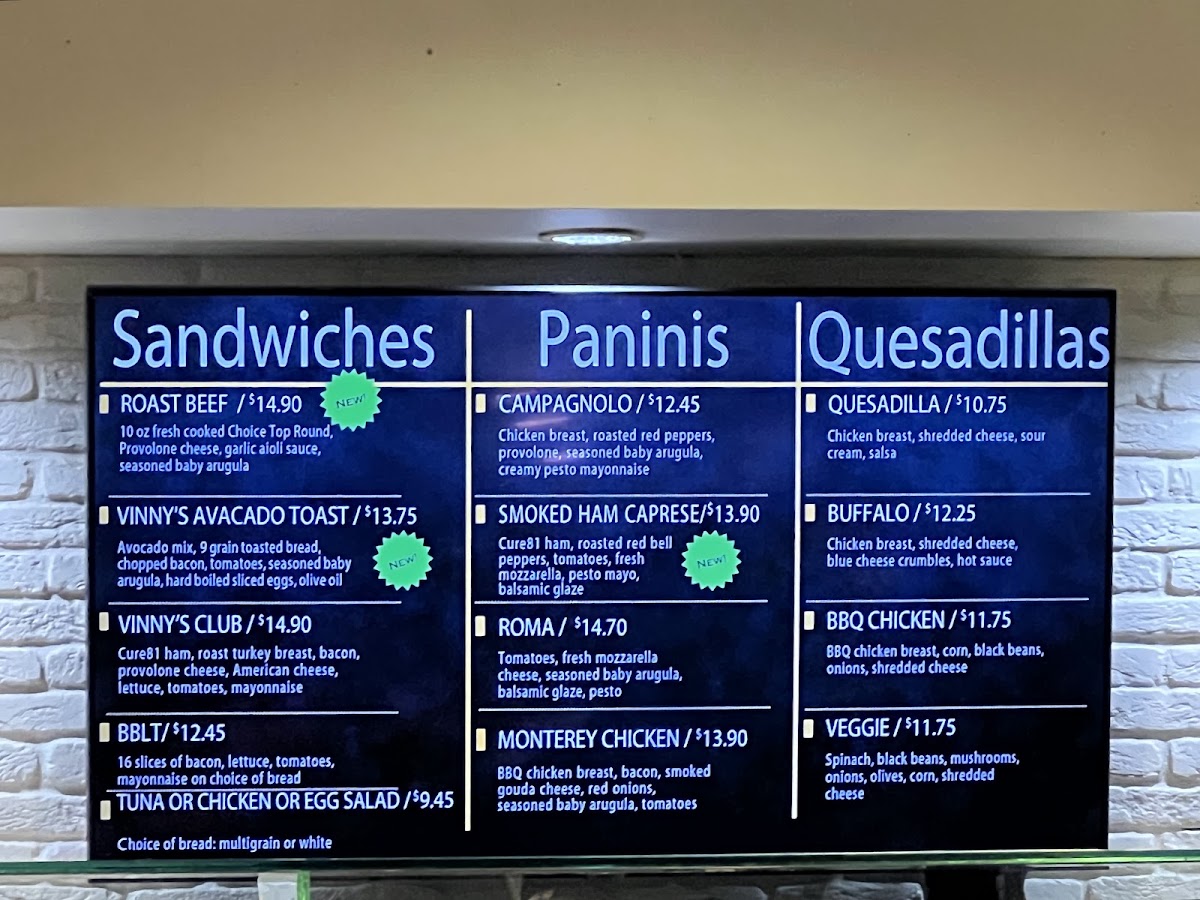 Sandwiches
ROAST BEEF / $14.90
NEW!
10 oz fresh cooked Choice Top Round,
Provolone cheese, garlic aioli sauce,
seasoned baby arugula
VINNY'S AVACADO TOAST / $13.75
Avocado mix, 9 grain toasted bread,
chopped bacon, tomatoes, seasoned baby
arugula, hard boiled sliced eggs, olive oil
NEW!
VINNY'S CLUB / $14.90
Cure81 ham, roast turkey breast, bacon,
provolone cheese, American cheese,
lettuce, tomatoes, mayonnaise
BBLT/ $12.45
16 slices of bacon, lettuce, tomatoes,
mayonnaise on choice of bread
TUNA OR CHICKEN OR EGG SALAD / $9.45
Choice of bread: multigrain or white
Paninis
CAMPAGNOLO / $12.45
Chicken breast, roasted red peppers,
provolone, seasoned baby arugula,
creamy pesto mayonnaise
SMOKED HAM CAPRESE/$13.90
Cure81 ham, roasted red bell
peppers, tomatoes, fresh
mozzarella, pesto mayo,
balsamic glaze
NEW!
ROMA / $14.70
Tomatoes, fresh mozzarella
cheese, seasoned baby arugula,
balsamic glaze, pesto
MONTEREY CHICKEN / $13.90
BBQ chicken breast, bacon, smoked
gouda cheese, red onions,
seasoned baby arugula, tomatoes
Quesadillas
QUESADILLA / $10.75
Chicken breast, shredded cheese, sour
cream, salsa
BUFFALO / $12.25
Chicken breast, shredded cheese,
blue cheese crumbles, hot sauce
BBQ CHICKEN / $11.75
BBQ chicken breast, corn, black beans,
onions, shredded cheese
VEGGIE / $11.75
Spinach, black beans, mushrooms,
onions, olives, corn, shredded
cheese